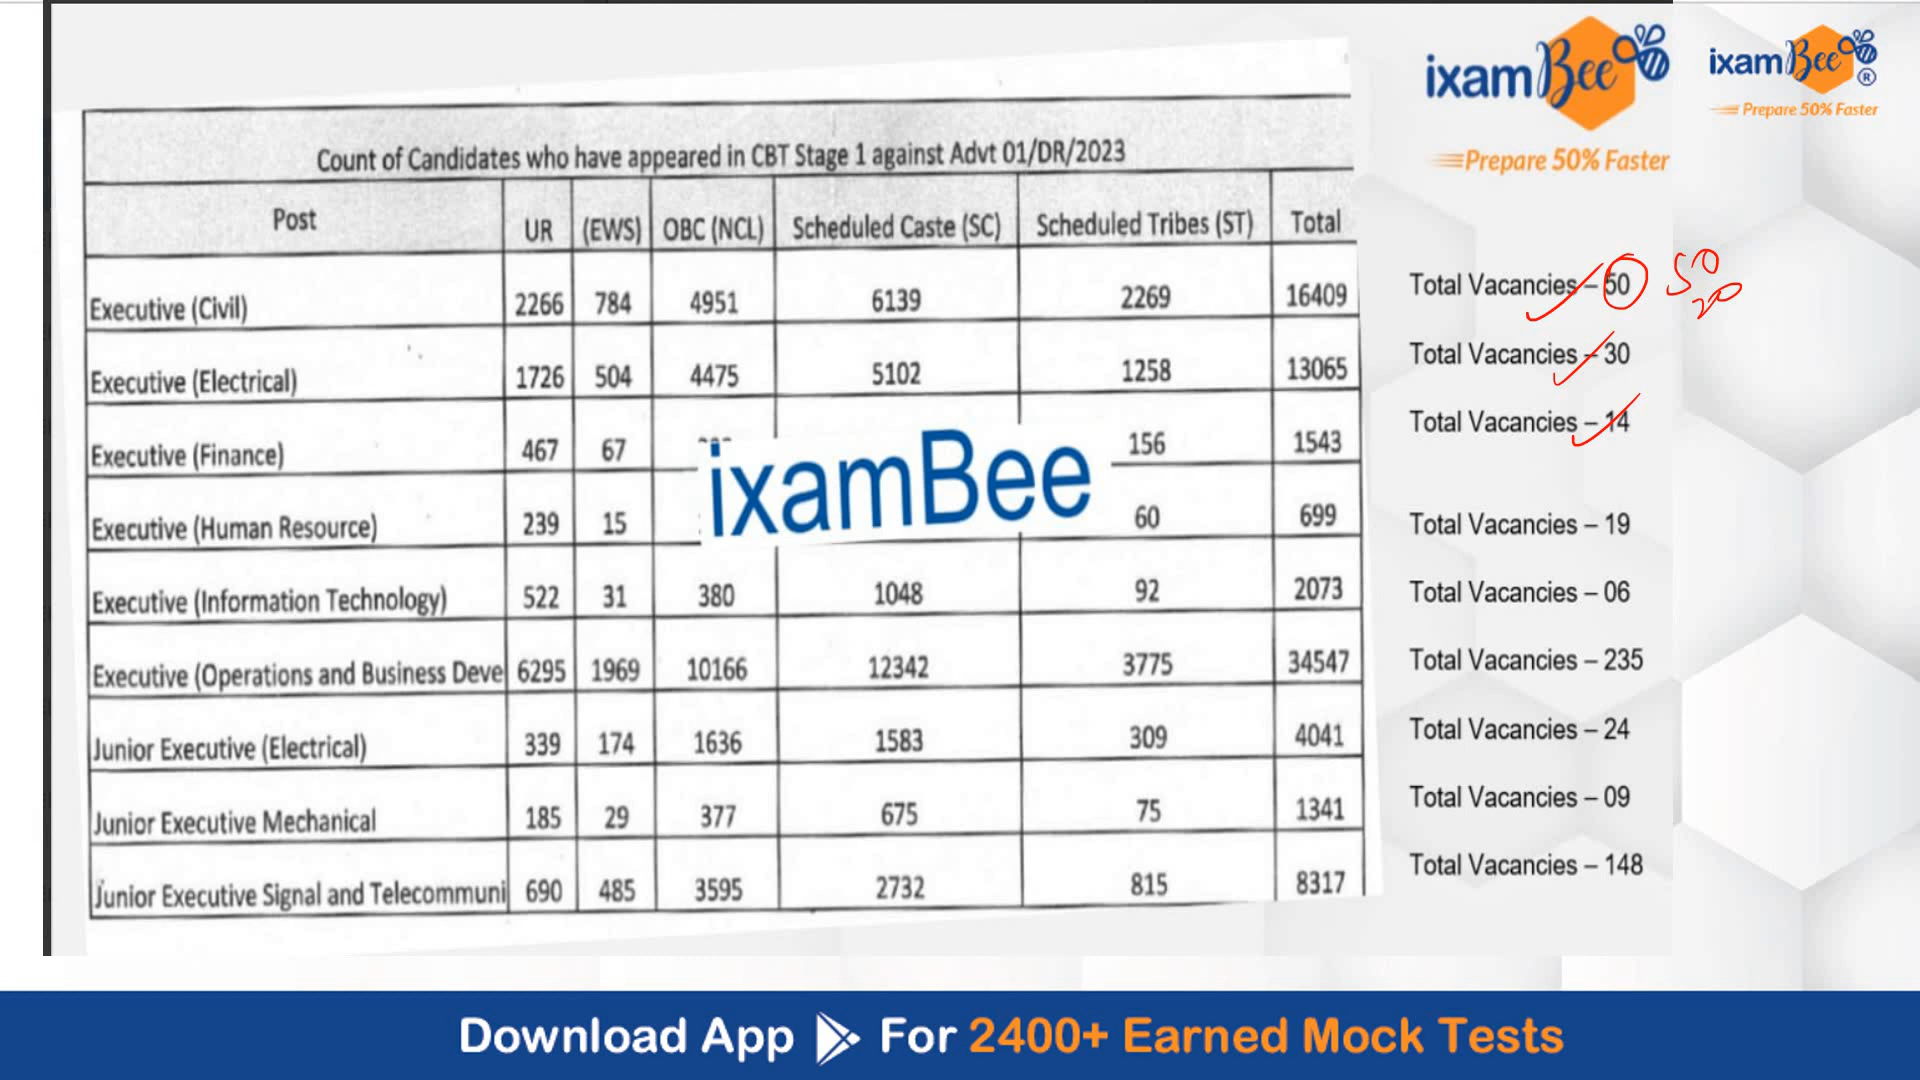 ixamBee
Prepare 50% Faster
ixamBee ®
Prepare 50% Faster
Count of Candidates who have appeared in CBT Stage 1 against Advt 01/DR/2023
Post UR (EWS) OBC (NCL) Scheduled Caste (SC) Scheduled Tribes (ST) Total
Executive (Civil) 2266 784 4951 6139 2269 16409
Total Vacancies – 50 50
20
Executive (Electrical) 1726 504 4475 5102 1258 13065
Total Vacancies – 30
Executive (Finance) 467 67 156 1543
Total Vacancies – 14
ixamBee
Executive (Human Resource) 239 15 60 699
Total Vacancies – 19
Executive (Information Technology) 522 31 380 1048 92 2073
Total Vacancies – 06
Executive (Operations and Business Deve 6295 1969 10166 12342 3775 34547
Total Vacancies – 235
Junior Executive (Electrical) 339 174 1636 1583 309 4041
Total Vacancies – 24
Junior Executive Mechanical 185 29 377 675 75 1341
Total Vacancies – 09
Junior Executive Signal and Telecommuni 690 485 3595 2732 815 8317
Total Vacancies – 148
Download App For 2400+ Earned Mock Tests